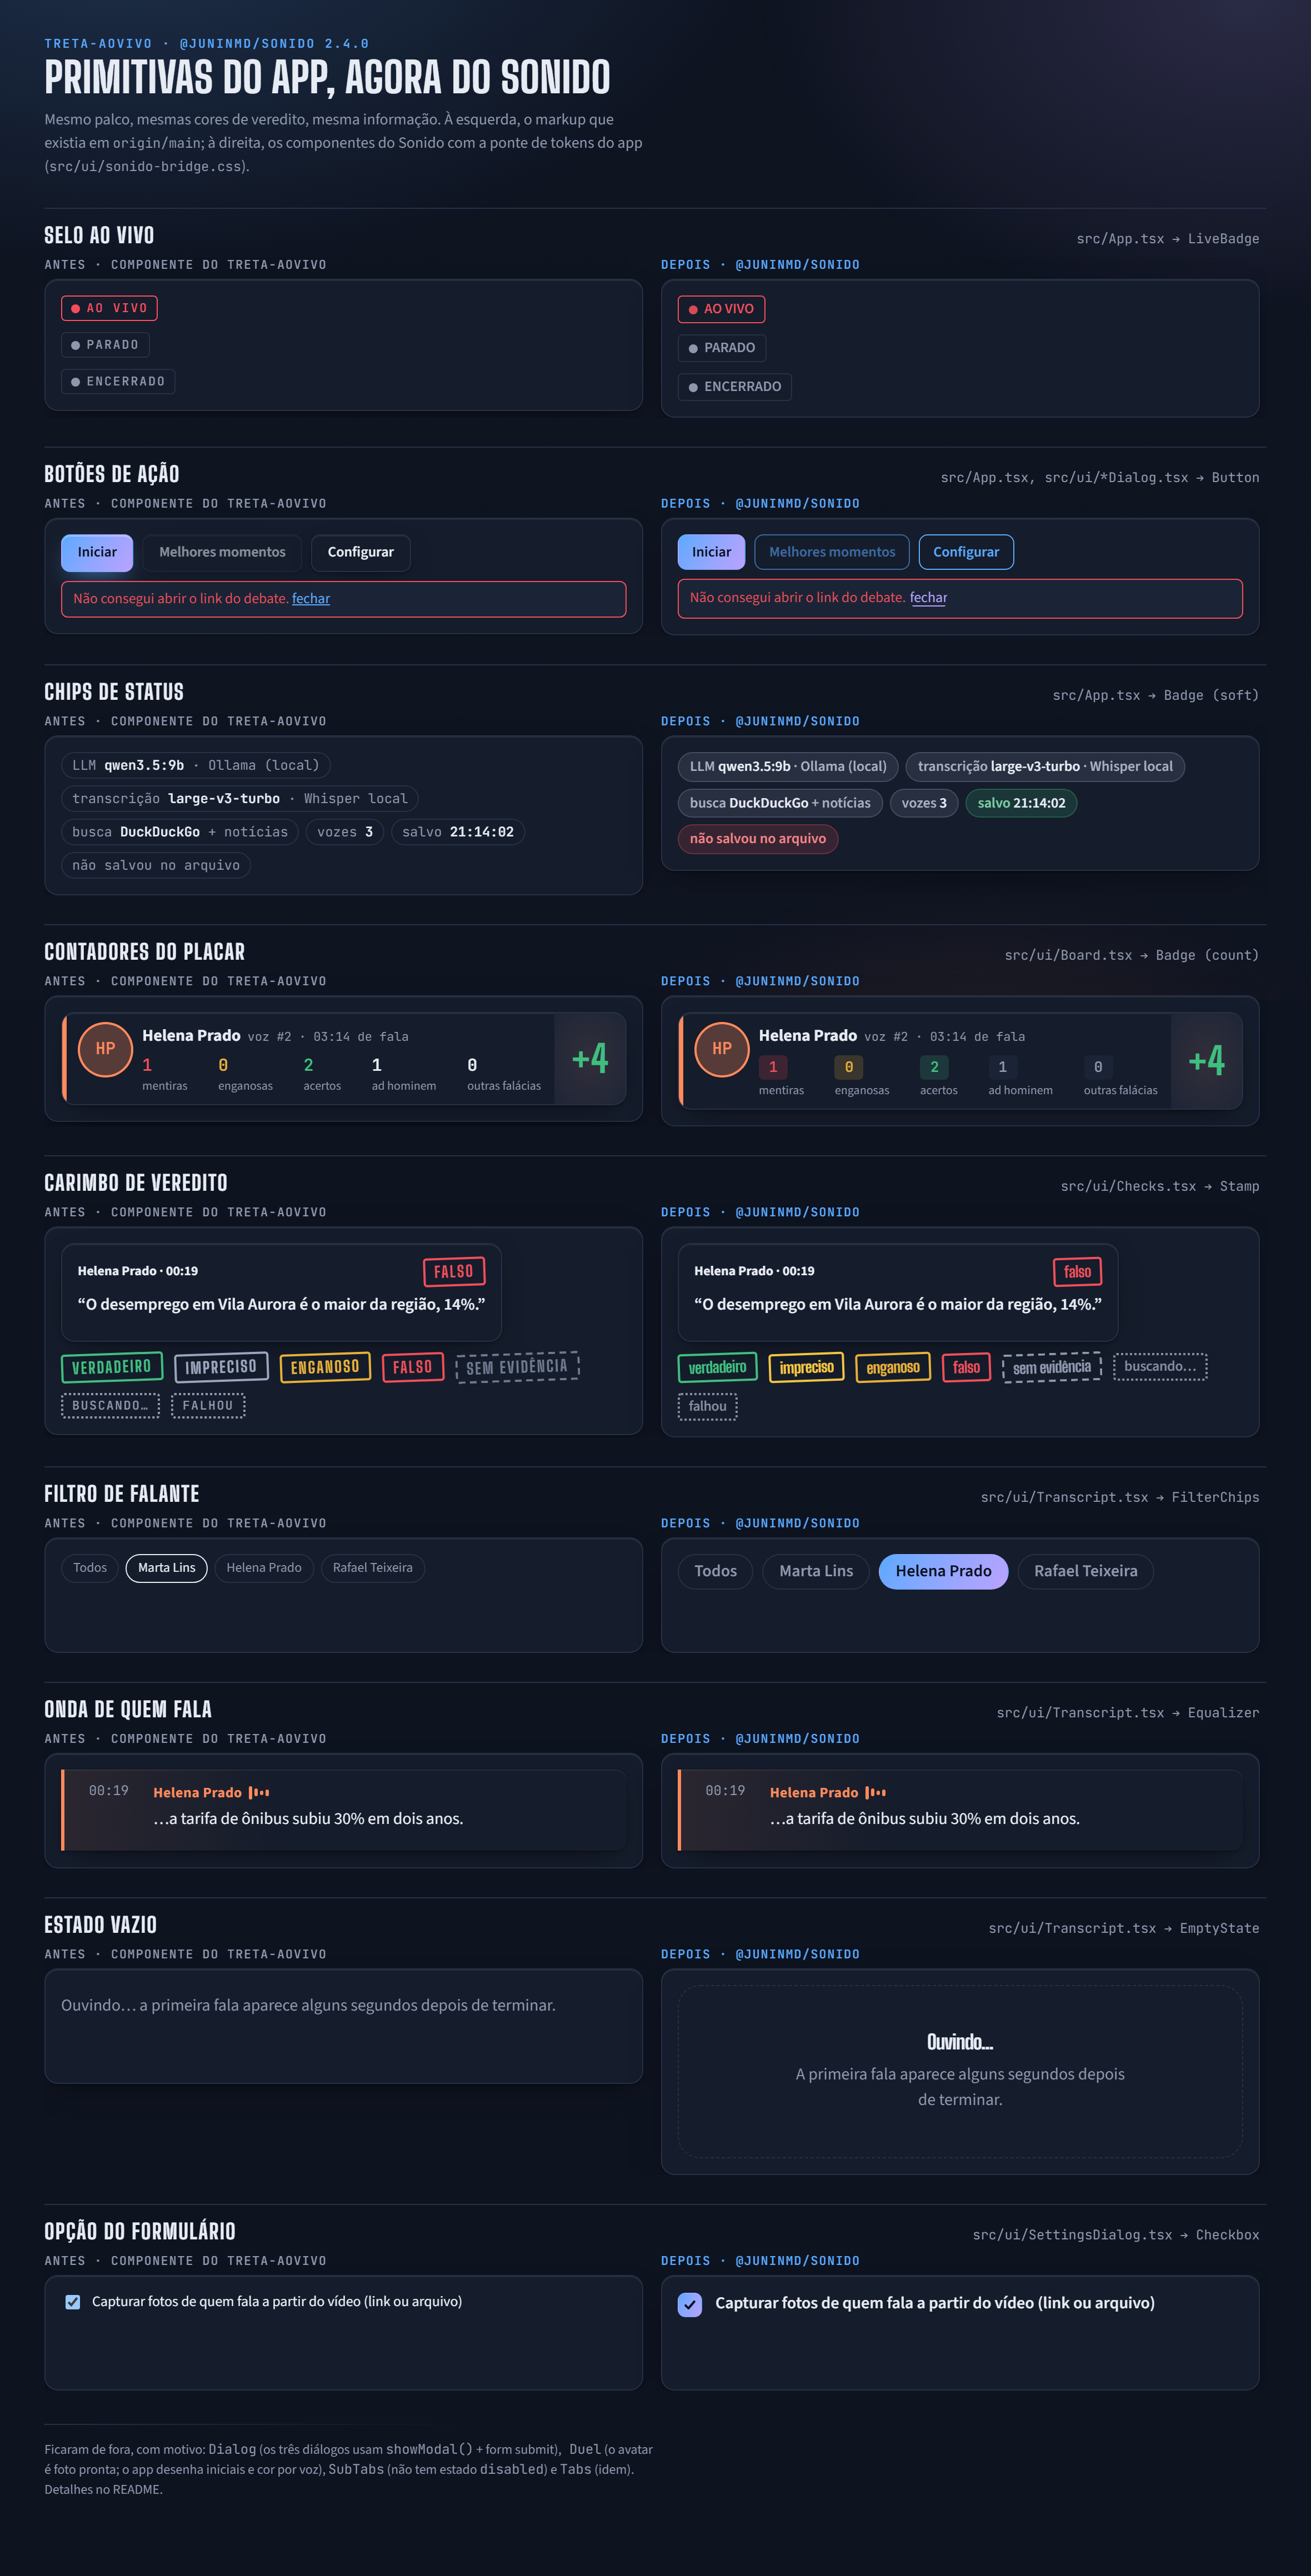 TRETA-AOVIVO · @JUNINMD/SONIDO 2.4.0
PRIMITIVAS DO APP, AGORA DO SONIDO
Mesmo palco, mesmas cores de veredito, mesma informação. À esquerda, o markup que
existia em origin/main; à direita, os componentes do Sonido com a ponte de tokens do app
(src/ui/sonido-bridge.css).
SELO AO VIVO
src/App.tsx → LiveBadge
ANTES · COMPONENTE DO TRETA-AOVIVO
AO VIVO
PARADO
ENCERRADO
DEPOIS · @JUNINMD/SONIDO
AO VIVO
PARADO
ENCERRADO
BOTÕES DE AÇÃO
src/App.tsx, src/ui/*Dialog.tsx → Button
ANTES · COMPONENTE DO TRETA-AOVIVO
Iniciar Melhores momentos Configurar
Não consegui abrir o link do debate. fechar
DEPOIS · @JUNINMD/SONIDO
Iniciar Melhores momentos Configurar
Não consegui abrir o link do debate. fechar
CHIPS DE STATUS
src/App.tsx → Badge (soft)
ANTES · COMPONENTE DO TRETA-AOVIVO
LLM qwen3.5:9b · Ollama (local)
transcrição large-v3-turbo · Whisper local
busca DuckDuckGo + notícias vozes 3 salvo 21:14:02
não salvou no arquivo
DEPOIS · @JUNINMD/SONIDO
LLM qwen3.5:9b · Ollama (local) transcrição large-v3-turbo · Whisper local
busca DuckDuckGo + notícias vozes 3 salvo 21:14:02
não salvou no arquivo
CONTADORES DO PLACAR
src/ui/Board.tsx → Badge (count)
ANTES · COMPONENTE DO TRETA-AOVIVO
HP
Helena Prado voz #2 · 03:14 de fala
1 0 2 1 0
mentiras enganosas acertos ad hominem outras falácias
+4
DEPOIS · @JUNINMD/SONIDO
HP
Helena Prado voz #2 · 03:14 de fala
1 0 2 1 0
mentiras enganosas acertos ad hominem outras falácias
+4
CARIMBO DE VEREDITO
src/ui/Checks.tsx → Stamp
ANTES · COMPONENTE DO TRETA-AOVIVO
Helena Prado · 00:19 FALSO
“O desemprego em Vila Aurora é o maior da região, 14%.”
VERDADEIRO IMPRECISO ENGANOSO FALSO SEM EVIDÊNCIA
BUSCANDO… FALHOU
DEPOIS · @JUNINMD/SONIDO
Helena Prado · 00:19 falso
“O desemprego em Vila Aurora é o maior da região, 14%.”
verdadeiro impreciso enganoso falso sem evidência buscando…
falhou
FILTRO DE FALANTE
src/ui/Transcript.tsx → FilterChips
ANTES · COMPONENTE DO TRETA-AOVIVO
Todos Marta Lins Helena Prado Rafael Teixeira
DEPOIS · @JUNINMD/SONIDO
Todos Marta Lins Helena Prado Rafael Teixeira
ONDA DE QUEM FALA
src/ui/Transcript.tsx → Equalizer
ANTES · COMPONENTE DO TRETA-AOVIVO
00:19 Helena Prado
…a tarifa de ônibus subiu 30% em dois anos.
DEPOIS · @JUNINMD/SONIDO
00:19 Helena Prado
…a tarifa de ônibus subiu 30% em dois anos.
ESTADO VAZIO
src/ui/Transcript.tsx → EmptyState
ANTES · COMPONENTE DO TRETA-AOVIVO
Ouvindo… a primeira fala aparece alguns segundos depois de terminar.
DEPOIS · @JUNINMD/SONIDO
Ouvindo…
A primeira fala aparece alguns segundos depois
de terminar.
OPÇÃO DO FORMULÁRIO
src/ui/SettingsDialog.tsx → Checkbox
ANTES · COMPONENTE DO TRETA-AOVIVO
Capturar fotos de quem fala a partir do vídeo (link ou arquivo)
DEPOIS · @JUNINMD/SONIDO
Capturar fotos de quem fala a partir do vídeo (link ou arquivo)
Ficaram de fora, com motivo: Dialog (os três diálogos usam showModal() + form submit), Duel (o avatar
é foto pronta; o app desenha iniciais e cor por voz), SubTabs (não tem estado disabled) e Tabs (idem).
Detalhes no README.